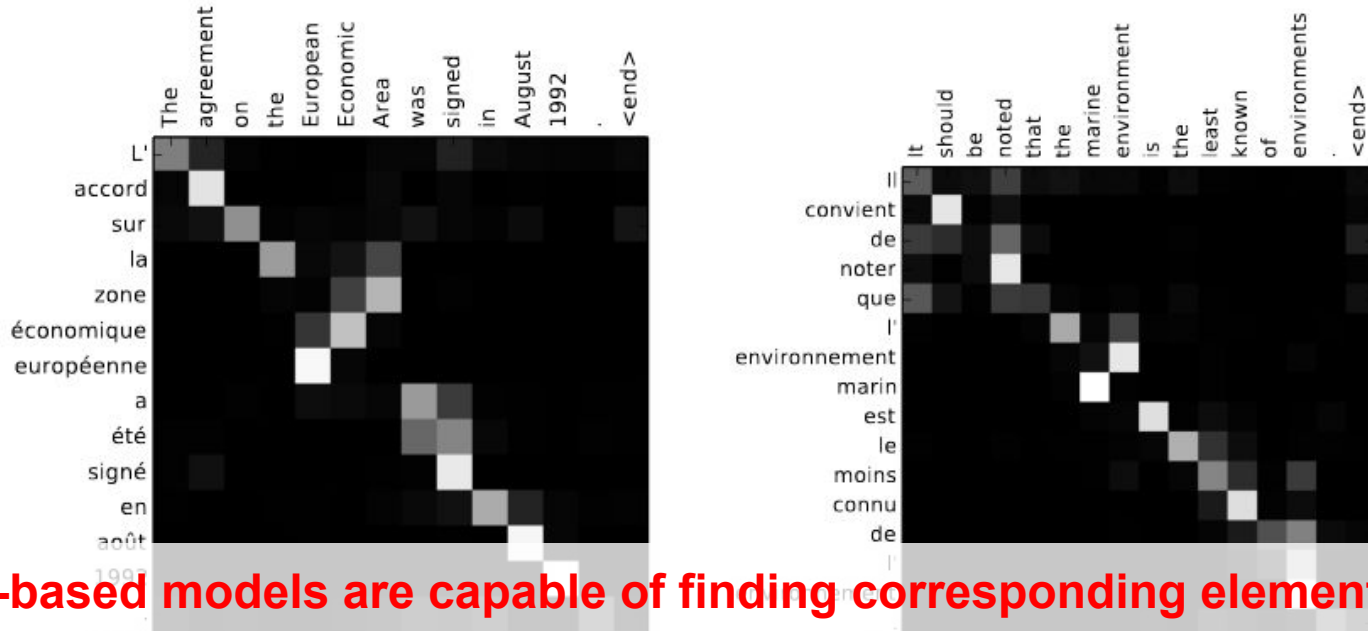 The agreement on the European Economic Area was signed in August 1992 . <end>
L'
accord
sur
la
zone
économique
européenne
a
été
signé
en
août
1992
.
It should be noted that the marine environment is the least known of environments . <end>
Il
convient
de
noter
que
l'
environnement
marin
est
le
moins
connu
de
l'
environnement
.
-based models are capable of finding corresponding element